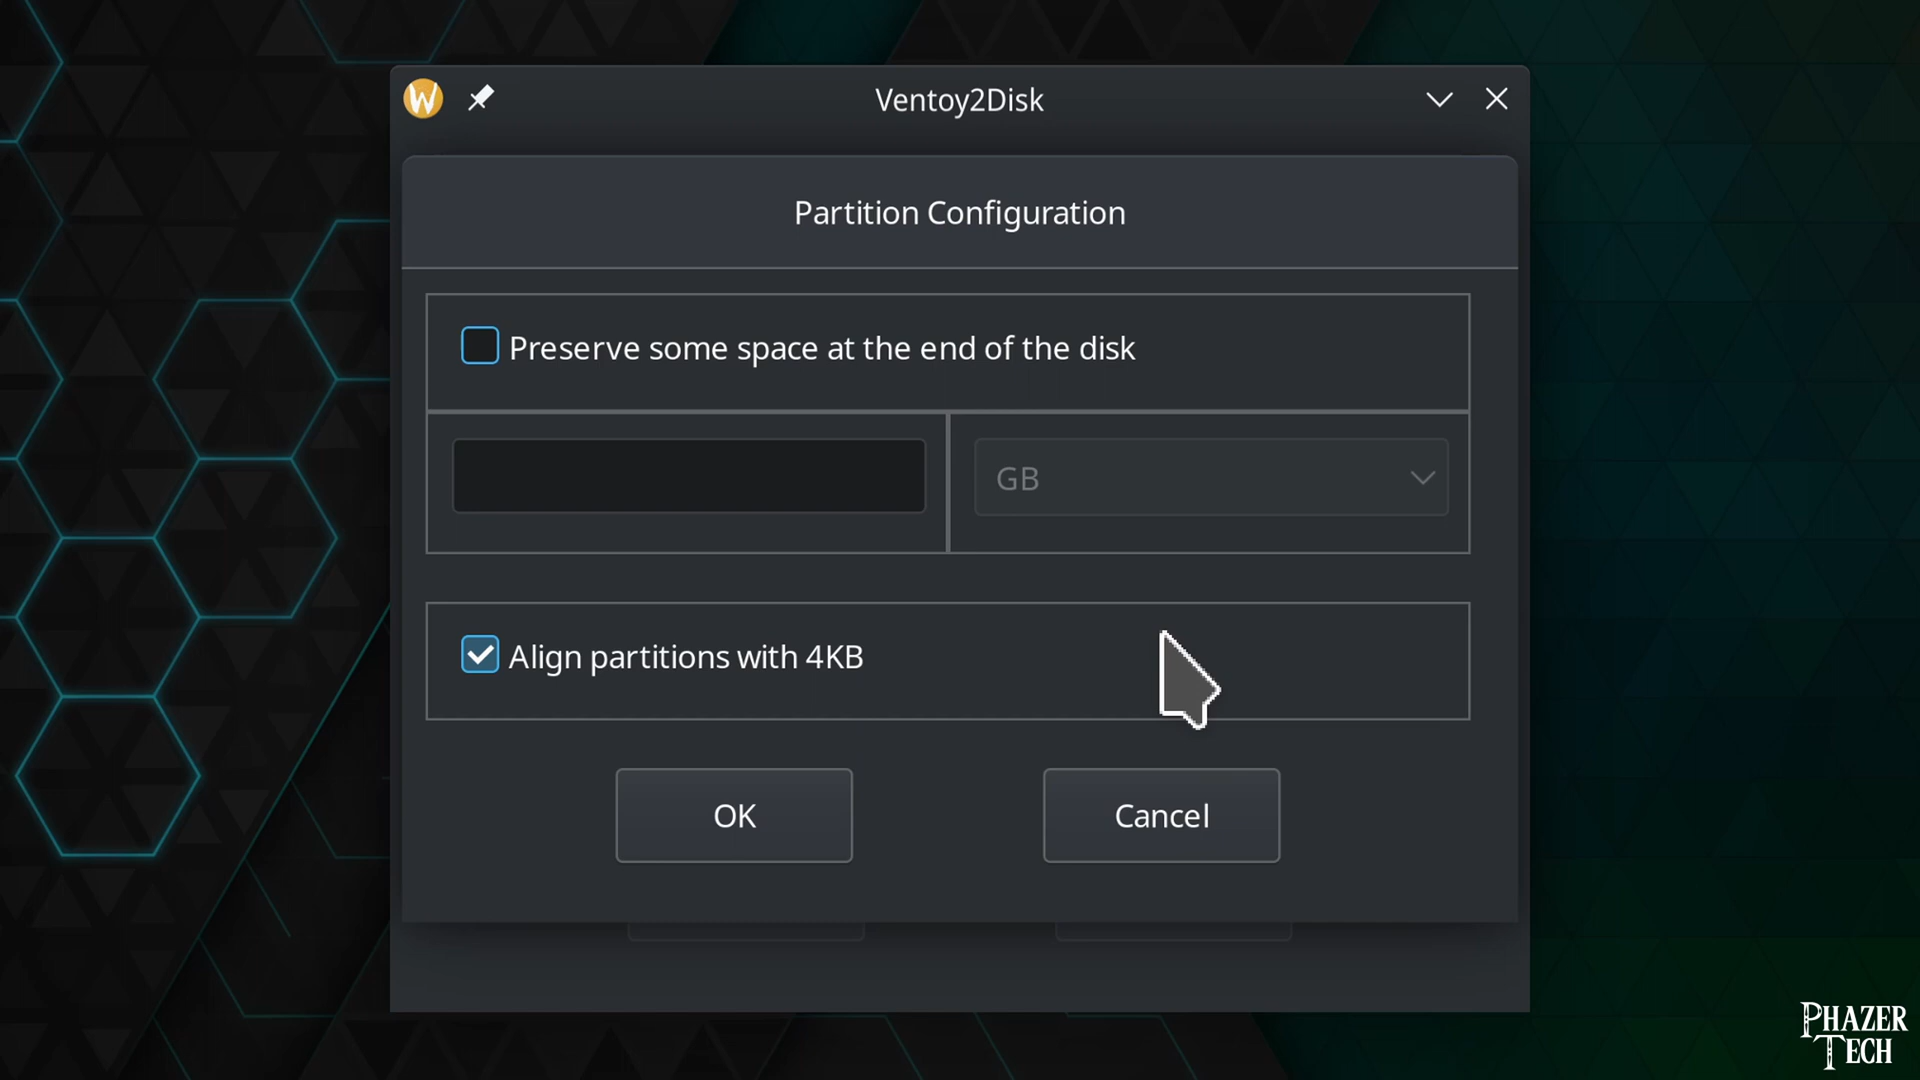 W
Ventoy2Disk
Partition Configuration
Preserve some space at the end of the disk
GB
Align partitions with 4KB
OK
Cancel
PHAZER
TECH